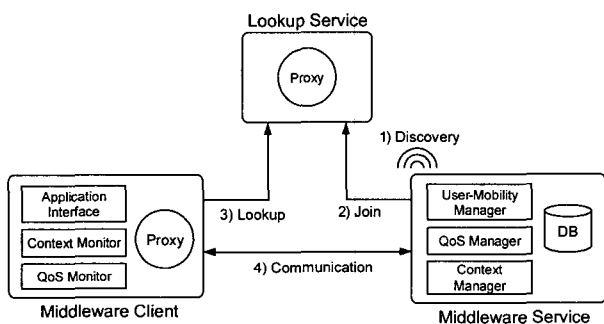 Lookup Service
Proxy
1) Discovery
Application
Interface
Context Monitor
QoS Monitor
Proxy
3) Lookup
2) Join
4) Communication
User-Mobility
Manager
QoS Manager
Context
Manager
DB
Middleware Client
Middleware Service